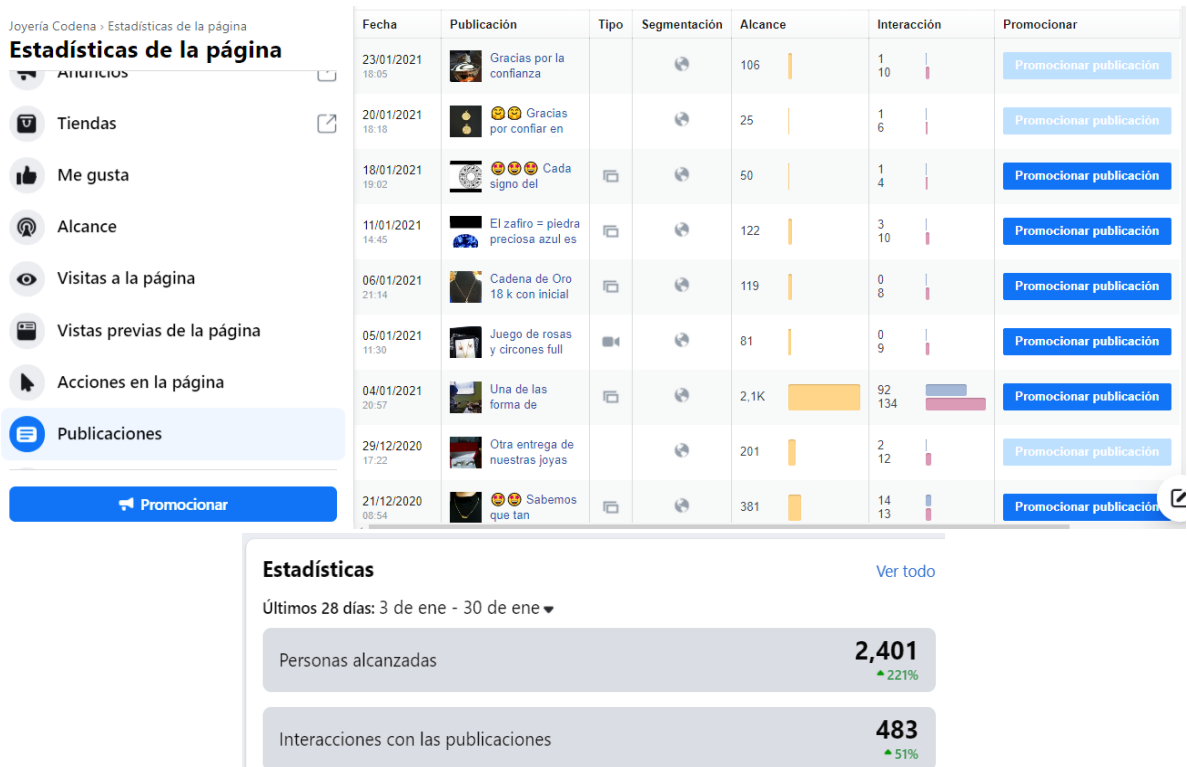 Joyería Codena › Estadísticas de la página
Estadísticas de la página
Anuncios
Tiendas
Me gusta
Alcance
Visitas a la página
Vistas previas de la página
Acciones en la página
Publicaciones
Promocionar
Fecha Publicación Tipo Segmentación Alcance Interacción Promocionar
23/01/2021 Gracias por la 106 1 Promocionar publicación
18:05 confianza 10
20/01/2021 🤗 🤗 Gracias 25 1 Promocionar publicación
18:18 por confiar en 6
18/01/2021 🤩 🤩 🤩 Cada 50 1 Promocionar publicación
19:02 signo del 4
11/01/2021 El zafiro = piedra 122 3 Promocionar publicación
14:45 preciosa azul es 10
06/01/2021 Cadena de Oro 119 0 Promocionar publicación
21:14 18 k con inicial 8
05/01/2021 Juego de rosas 81 0 Promocionar publicación
11:30 y circones full 9
04/01/2021 Una de las 2,1K 92 Promocionar publicación
20:57 forma de 134
29/12/2020 Otra entrega de 201 2 Promocionar publicación
17:22 nuestras joyas 12
21/12/2020 🤩 🤩 Sabemos 381 14 Promocionar publicación
08:54 que tan 13
Estadísticas Ver todo
Últimos 28 días: 3 de ene - 30 de ene
Personas alcanzadas 2,401
221%
Interacciones con las publicaciones 483
51%